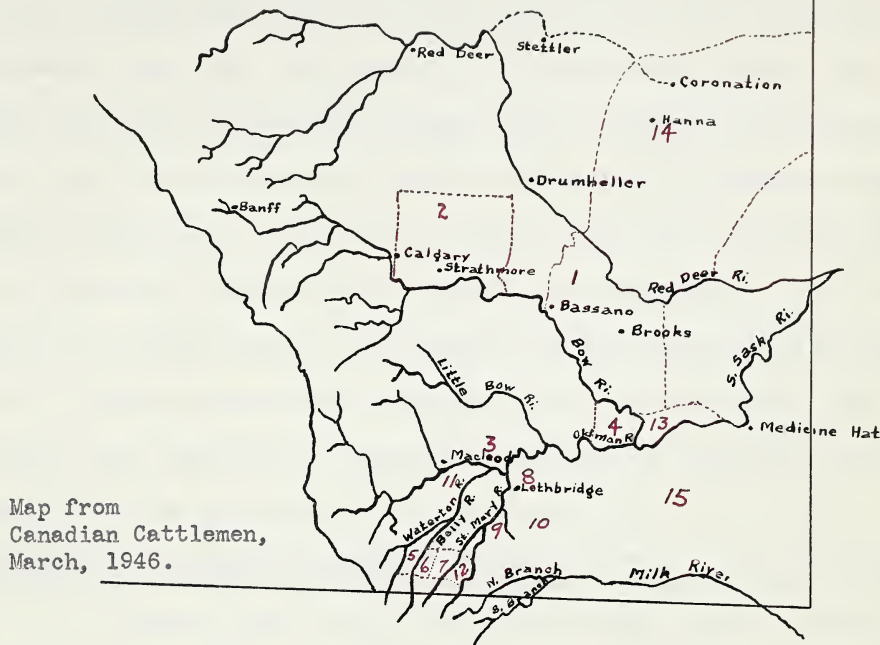 Red Deer
Stettler
Coronation
Hanna
14
Drumheller
Banff
2
Calgary
Strathmore
1
Red Deer Ri.
Bassano
Brooks
Bow Ri.
S. Sask Ri.
Little Bow Ri.
4
13
Oldman R
Medicine Hat
3
Macleod
11
8
Lethbridge
15
Waterton R.
Belly R.
St. Mary R.
9
10
5
6
7
12
N. Branch
Milk River
S. Branch
Map from
Canadian Cattlemen,
March, 1946.